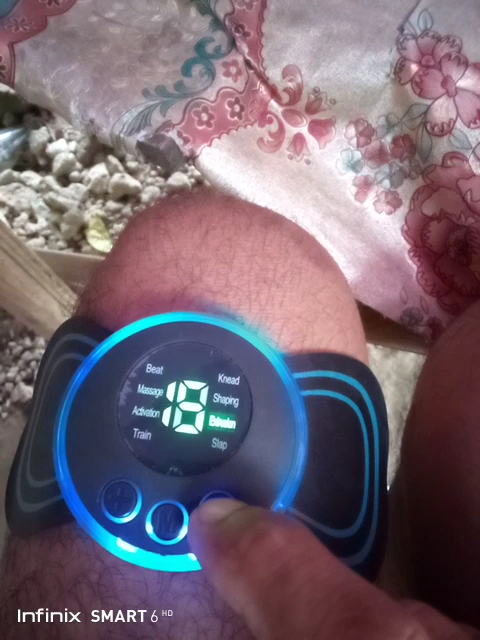 Beat
Knead
Massage
Shaping
18
Activation
Train
Slap
M
Infinix SMART 6 HD